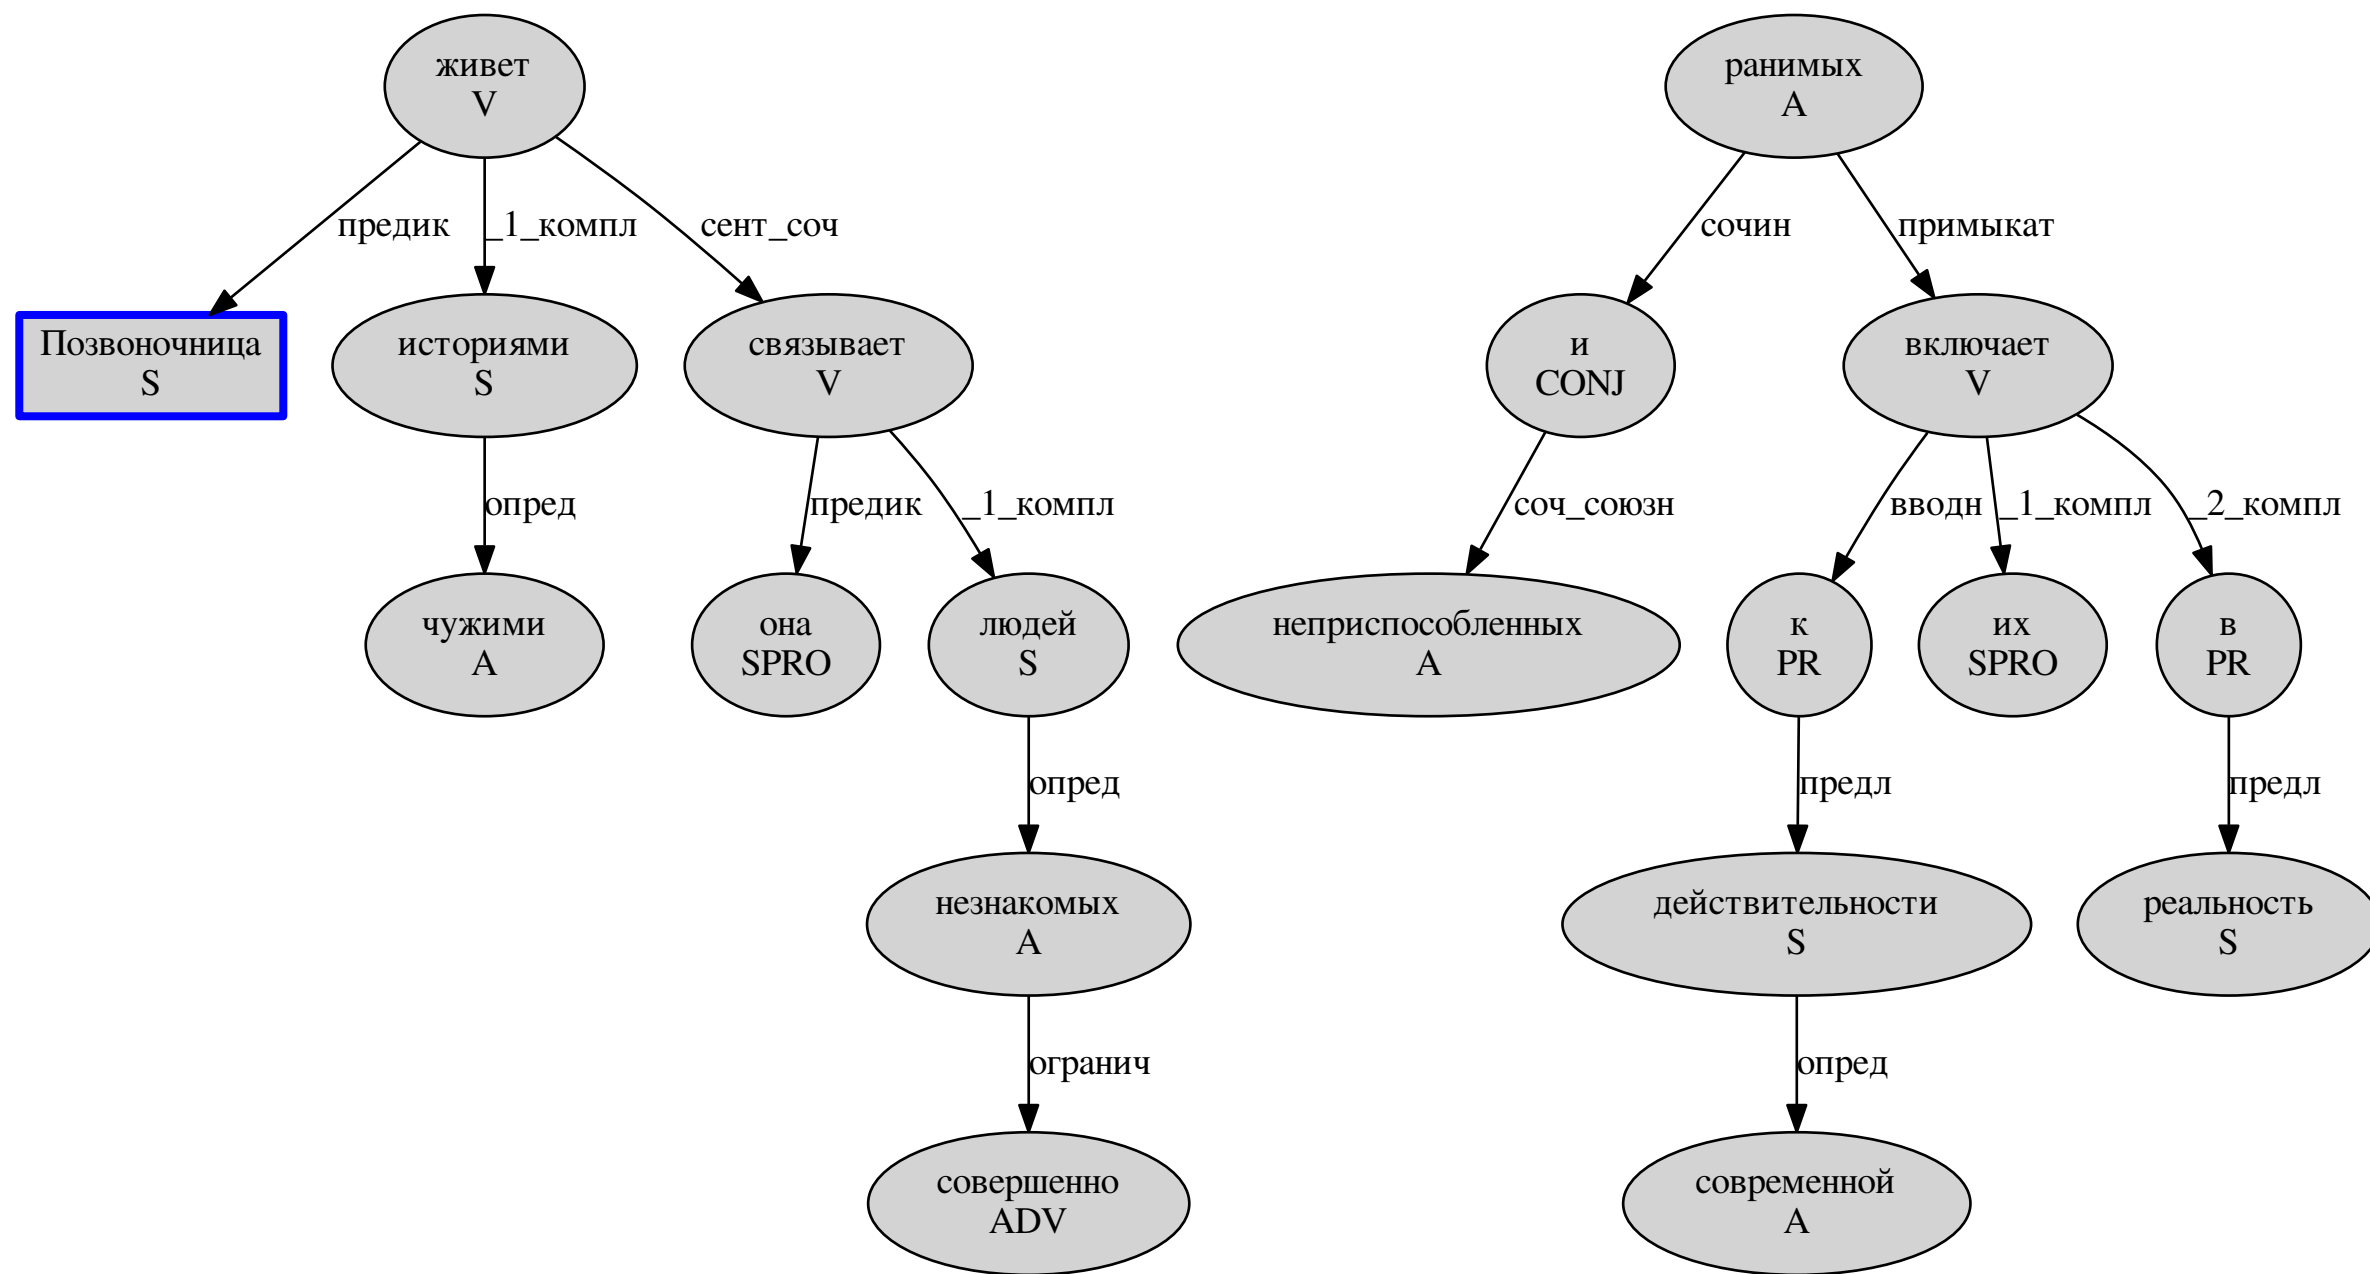 живет
V
ранимых
A
предик
_1_компл
сент_соч
сочин
примыкат
Позвоночница
S
историями
S
связывает
V
и
CONJ
включает
V
опред
предик
_1_компл
соч_союзн
вводн
_1_компл
_2_компл
чужими
A
она
SPRO
людей
S
неприспособленных
A
к
PR
их
SPRO
в
PR
опред
предл
предл
незнакомых
A
действительности
S
реальность
S
огранич
опред
совершенно
ADV
современной
A